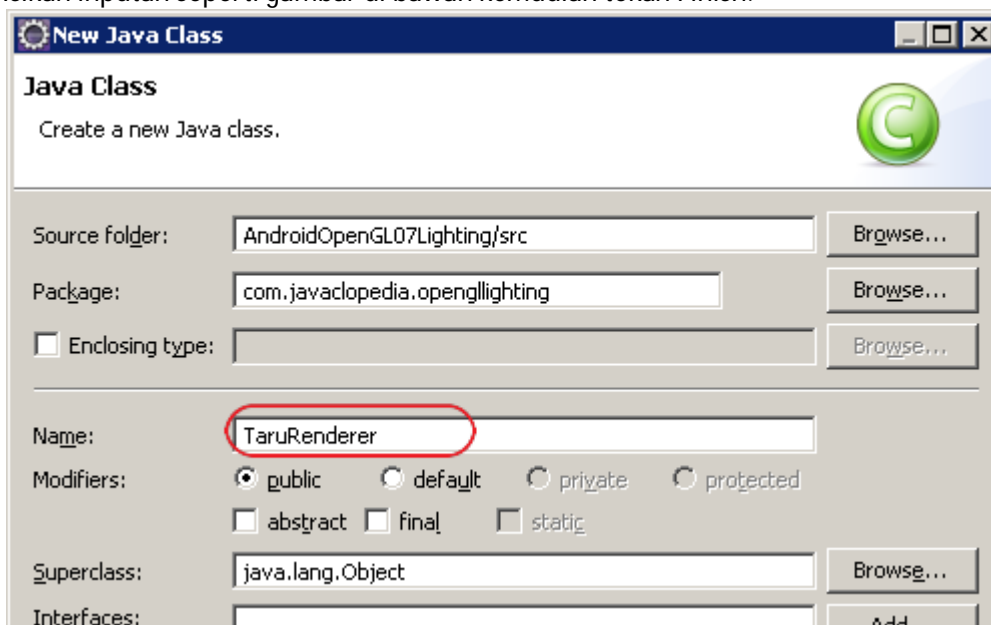 New Java Class
Java Class
Create a new Java class.
Source folder: AndroidOpenGL07Lighting/src Browse...
Package: com.javaclopedia.opengllighting Browse...
Enclosing type: Browse...
Name: TaruRenderer
Modifiers: public default private protected
abstract final static
Superclass: java.lang.Object Browse...
Interfaces: Add...